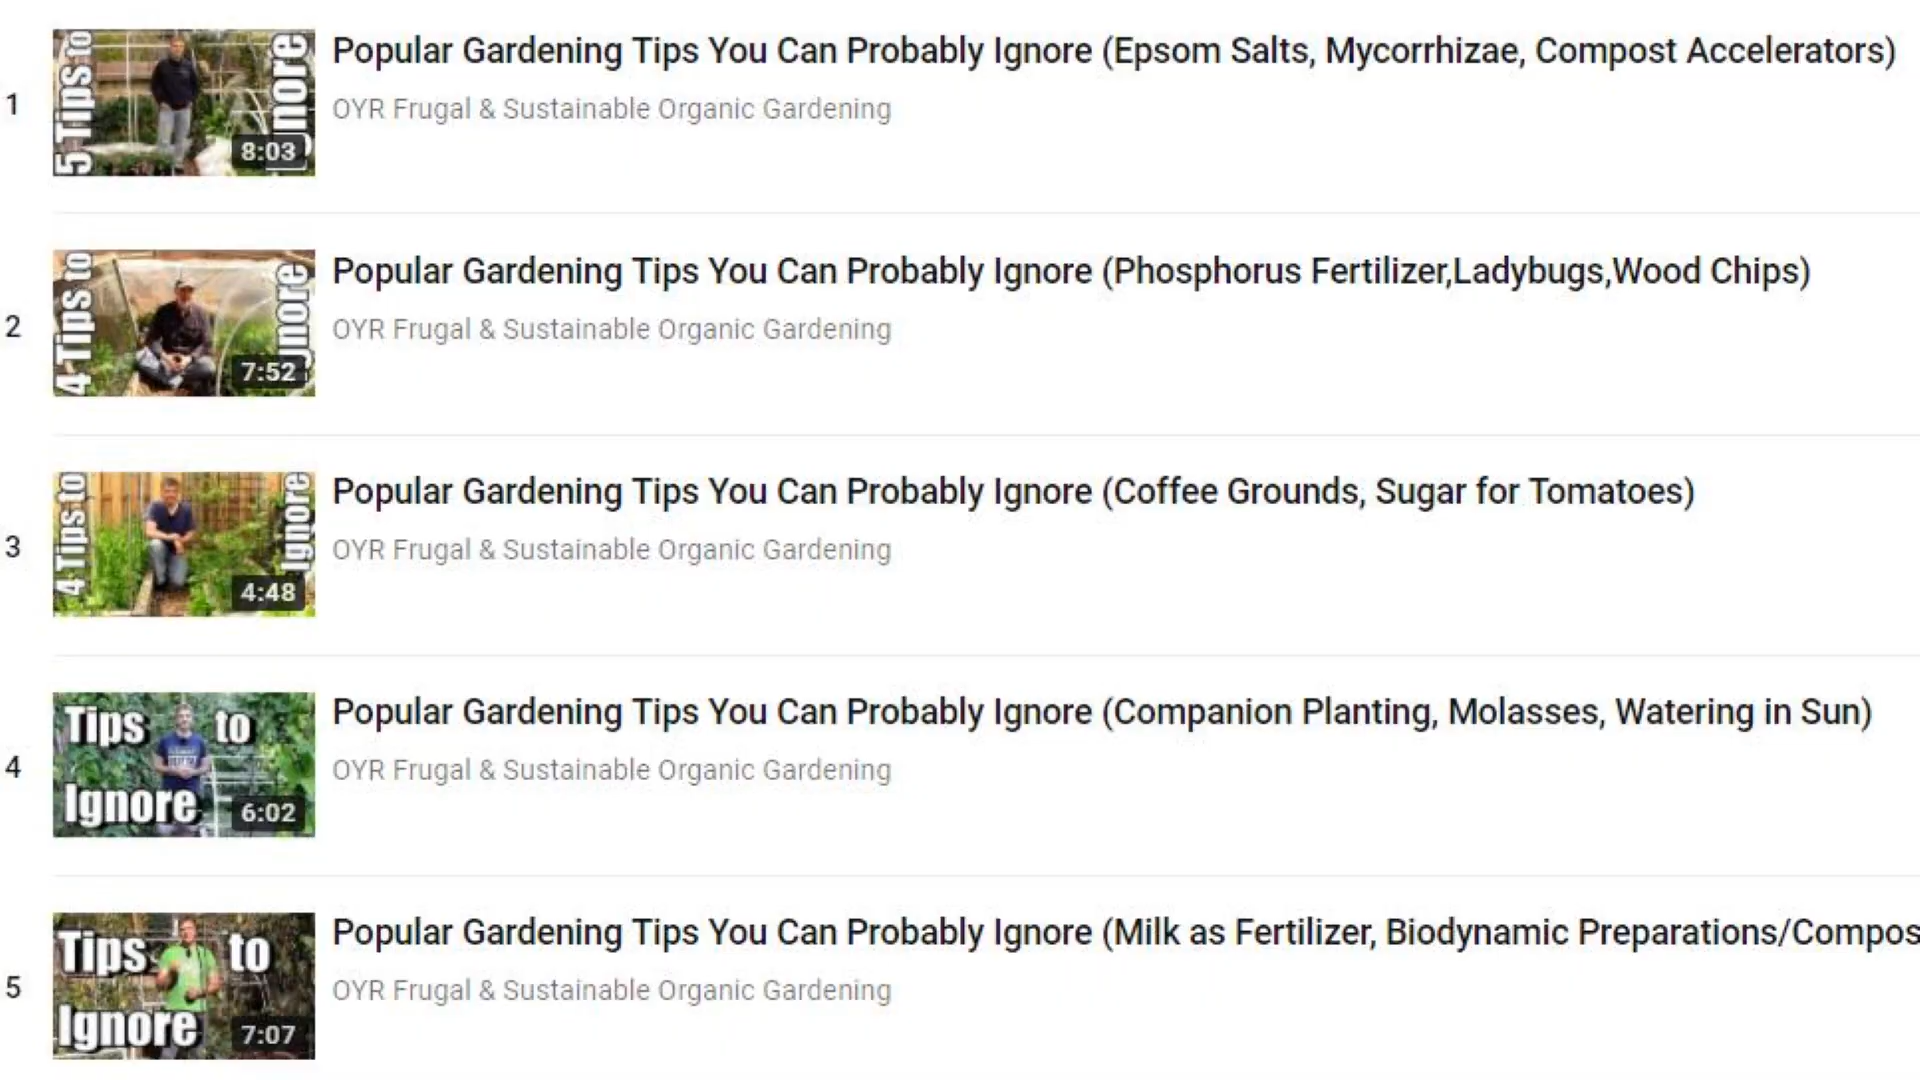 1
5 Tips to
Ignore
8:03
Popular Gardening Tips You Can Probably Ignore (Epsom Salts, Mycorrhizae, Compost Accelerators)
OYR Frugal & Sustainable Organic Gardening
2
4 Tips to
Ignore
7:52
Popular Gardening Tips You Can Probably Ignore (Phosphorus Fertilizer,Ladybugs,Wood Chips)
OYR Frugal & Sustainable Organic Gardening
3
4 Tips to
Ignore
4:48
Popular Gardening Tips You Can Probably Ignore (Coffee Grounds, Sugar for Tomatoes)
OYR Frugal & Sustainable Organic Gardening
4
Tips to
Ignore
6:02
Popular Gardening Tips You Can Probably Ignore (Companion Planting, Molasses, Watering in Sun)
OYR Frugal & Sustainable Organic Gardening
5
Tips to
Ignore
7:07
Popular Gardening Tips You Can Probably Ignore (Milk as Fertilizer, Biodynamic Preparations/Compos
OYR Frugal & Sustainable Organic Gardening